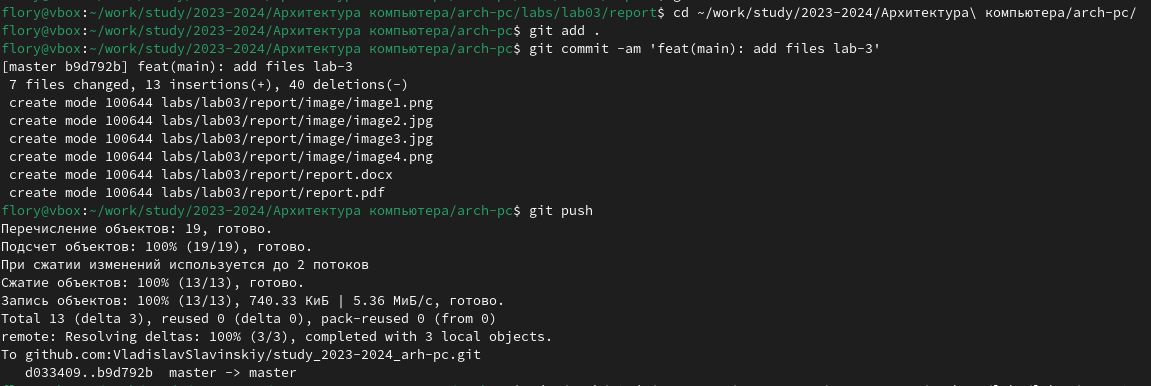 flory@vbox:~/work/study/2023-2024/Архитектура компьютера/arch-pc/labs/lab03/report$ cd ~/work/study/2023-2024/Архитектура\ компьютера/arch-pc/
flory@vbox:~/work/study/2023-2024/Архитектура компьютера/arch-pc$ git add .
flory@vbox:~/work/study/2023-2024/Архитектура компьютера/arch-pc$ git commit -am 'feat(main): add files lab-3'
[master b9d792b] feat(main): add files lab-3
 7 files changed, 13 insertions(+), 40 deletions(-)
 create mode 100644 labs/lab03/report/image/image1.png
 create mode 100644 labs/lab03/report/image/image2.jpg
 create mode 100644 labs/lab03/report/image/image3.jpg
 create mode 100644 labs/lab03/report/image/image4.png
 create mode 100644 labs/lab03/report/report.docx
 create mode 100644 labs/lab03/report/report.pdf
flory@vbox:~/work/study/2023-2024/Архитектура компьютера/arch-pc$ git push
Перечисление объектов: 19, готово.
Подсчет объектов: 100% (19/19), готово.
При сжатии изменений используется до 2 потоков
Сжатие объектов: 100% (13/13), готово.
Запись объектов: 100% (13/13), 740.33 КиБ | 5.36 МиБ/с, готово.
Total 13 (delta 3), reused 0 (delta 0), pack-reused 0 (from 0)
remote: Resolving deltas: 100% (3/3), completed with 3 local objects.
To github.com:VladislavSlavinskiy/study_2023-2024_arh-pc.git
   d033409..b9d792b  master -> master